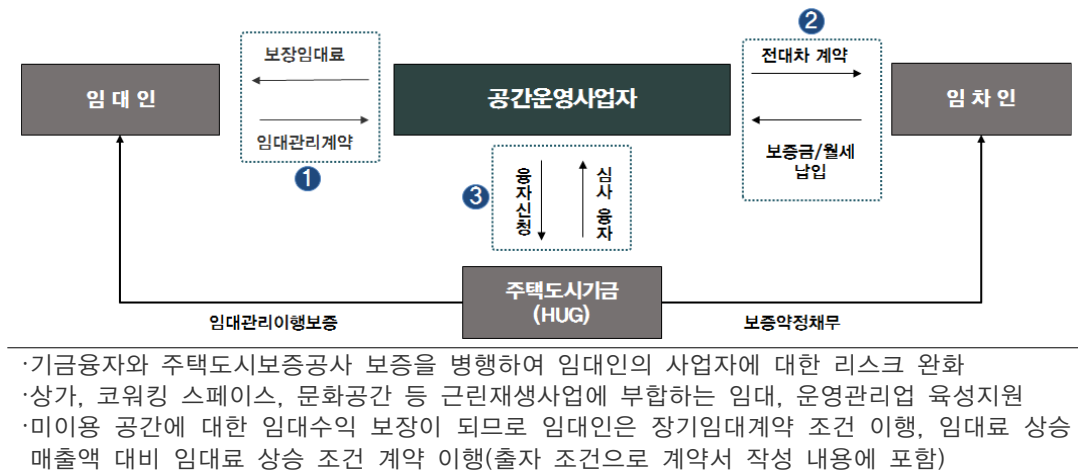 ❷
보장임대료
전대차 계약
임 대 인
공간운영사업자
임 차 인
임대관리계약
보증금/월세
납입
❶
❸
융자신청
심사 융자
주택도시기금
(HUG)
임대관리이행보증
보증약정채무
·기금융자와 주택도시보증공사 보증을 병행하여 임대인의 사업자에 대한 리스크 완화
·상가, 코워킹 스페이스, 문화공간 등 근린재생사업에 부합하는 임대, 운영관리업 육성지원
·미이용 공간에 대한 임대수익 보장이 되므로 임대인은 장기임대계약 조건 이행, 임대료 상승
매출액 대비 임대료 상승 조건 계약 이행(출자 조건으로 계약서 작성 내용에 포함)